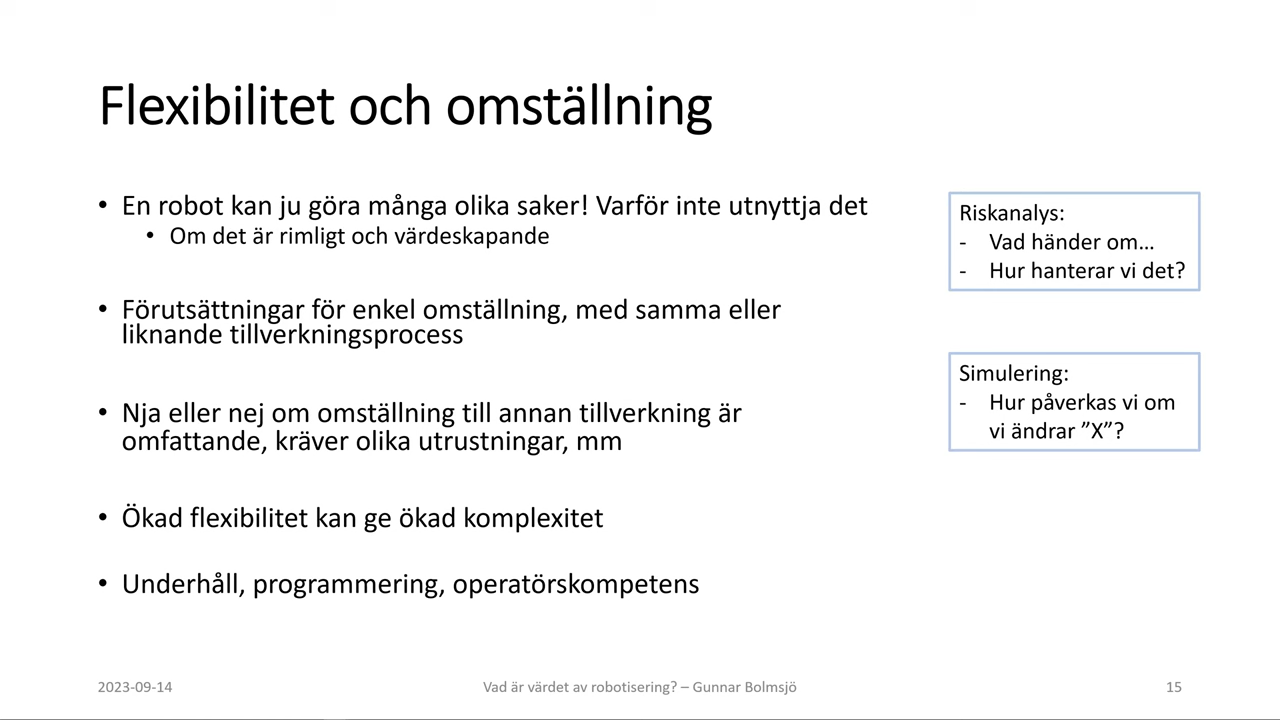 Flexibilitet och omställning
• En robot kan ju göra många olika saker! Varför inte utnyttja det
• Om det är rimligt och värdeskapande
• Förutsättningar för enkel omställning, med samma eller
liknande tillverkningsprocess
• Nja eller nej om omställning till annan tillverkning är
omfattande, kräver olika utrustningar, mm
• Ökad flexibilitet kan ge ökad komplexitet
• Underhåll, programmering, operatörskompetens
Riskanalys:
- Vad händer om…
- Hur hanterar vi det?
Simulering:
- Hur påverkas vi om
vi ändrar ”X”?
2023-09-14
Vad är värdet av robotisering? – Gunnar Bolmsjö
15